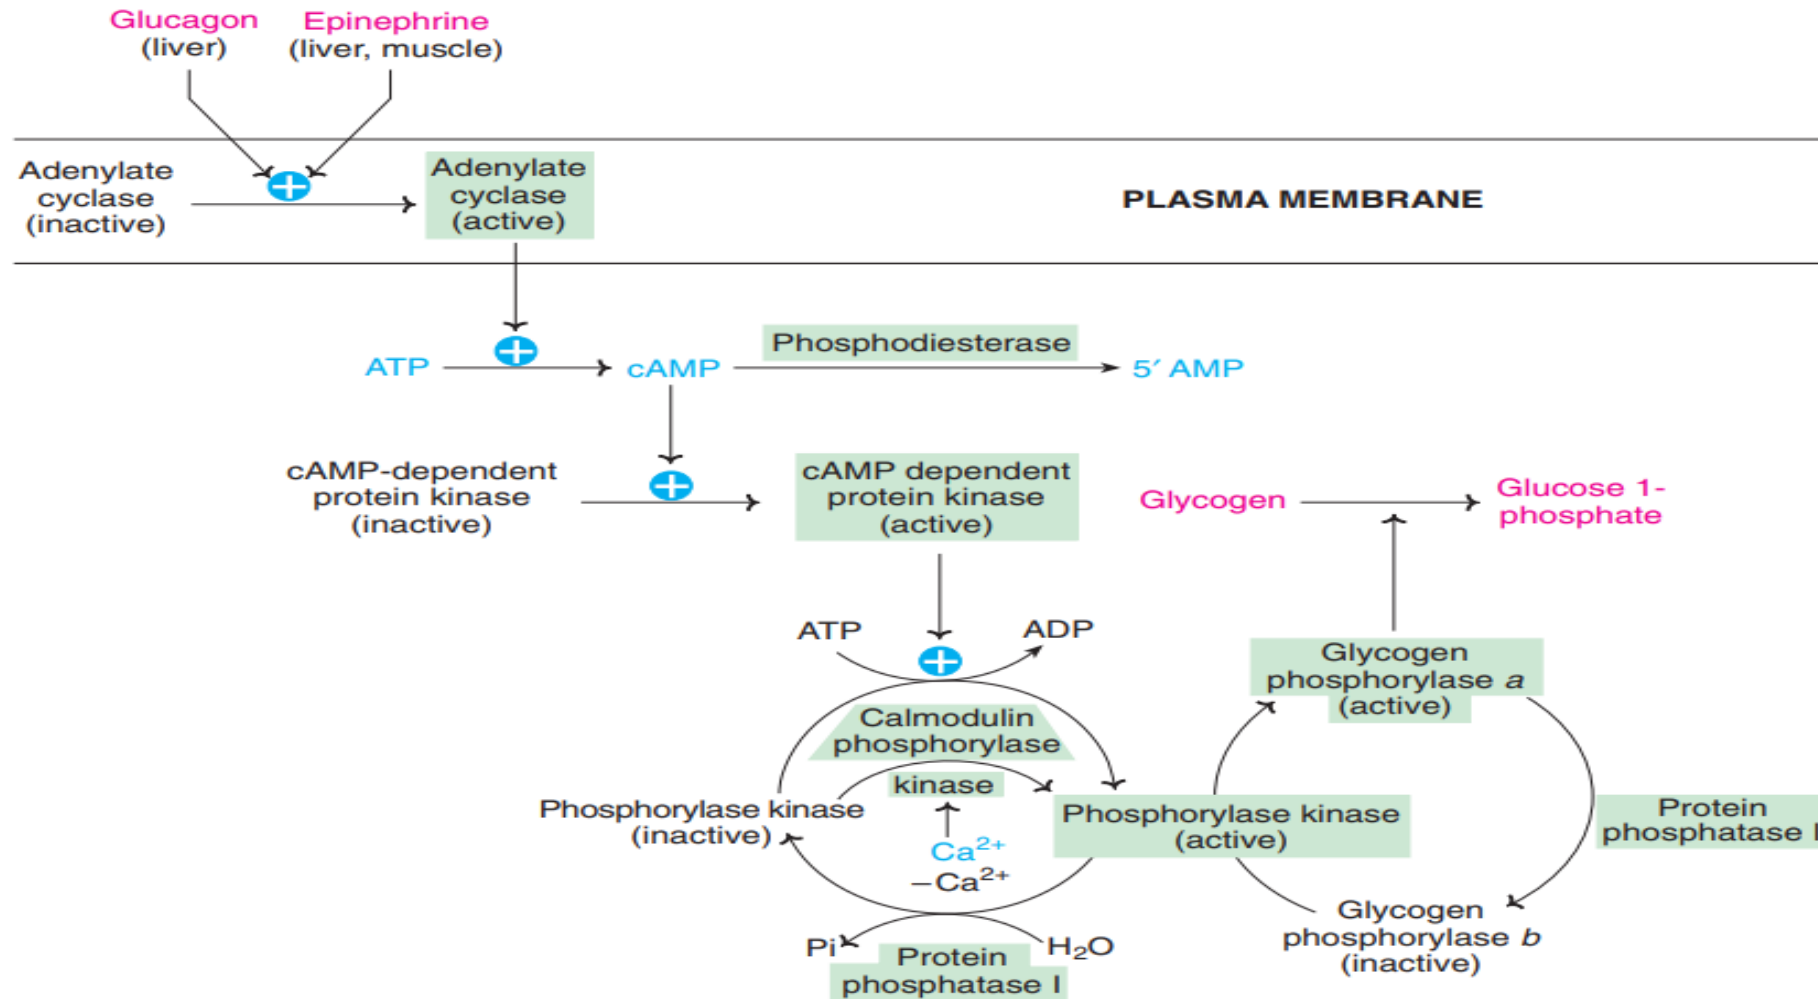 Glucagon
(liver)
Epinephrine
(liver, muscle)
Adenylate
cyclase
(inactive)
+
Adenylate
cyclase
(active)
PLASMA MEMBRANE
ATP
+
cAMP
Phosphodiesterase
5′ AMP
cAMP-dependent
protein kinase
(inactive)
+
cAMP dependent
protein kinase
(active)
Glycogen
Glucose 1-
phosphate
ATP
+
ADP
Calmodulin
phosphorylase
kinase
Ca²⁺
−Ca²⁺
Phosphorylase kinase
(inactive)
Phosphorylase kinase
(active)
Glycogen
phosphorylase a
(active)
Protein
phosphatase I
Glycogen
phosphorylase b
(inactive)
Pi
H₂O
Protein
phosphatase I